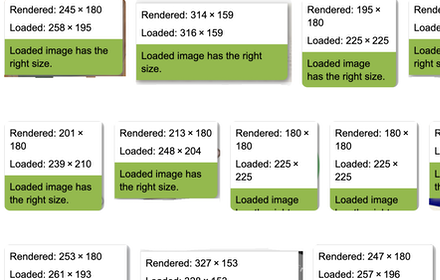 Rendered: 245 × 180
Loaded: 258 × 195
Loaded image has the
right size.
Rendered: 314 × 159
Loaded: 316 × 159
Loaded image has the right
size.
Rendered: 195 ×
180
Loaded: 225 × 225
Loaded image
has the right size.
Rendered: 201 ×
180
Loaded: 239 × 210
Loaded image has
the right size.
Rendered: 213 × 180
Loaded: 248 × 204
Loaded image has
the right size.
Rendered: 180 ×
180
Loaded: 225 ×
225
Loaded image
Rendered: 180 ×
180
Loaded: 225 ×
225
Loaded image
Rendered: 253 × 180
Loaded: 261 × 193
Rendered: 327 × 153
Loaded: 328 × 153
Rendered: 247 × 180
Loaded: 257 × 196